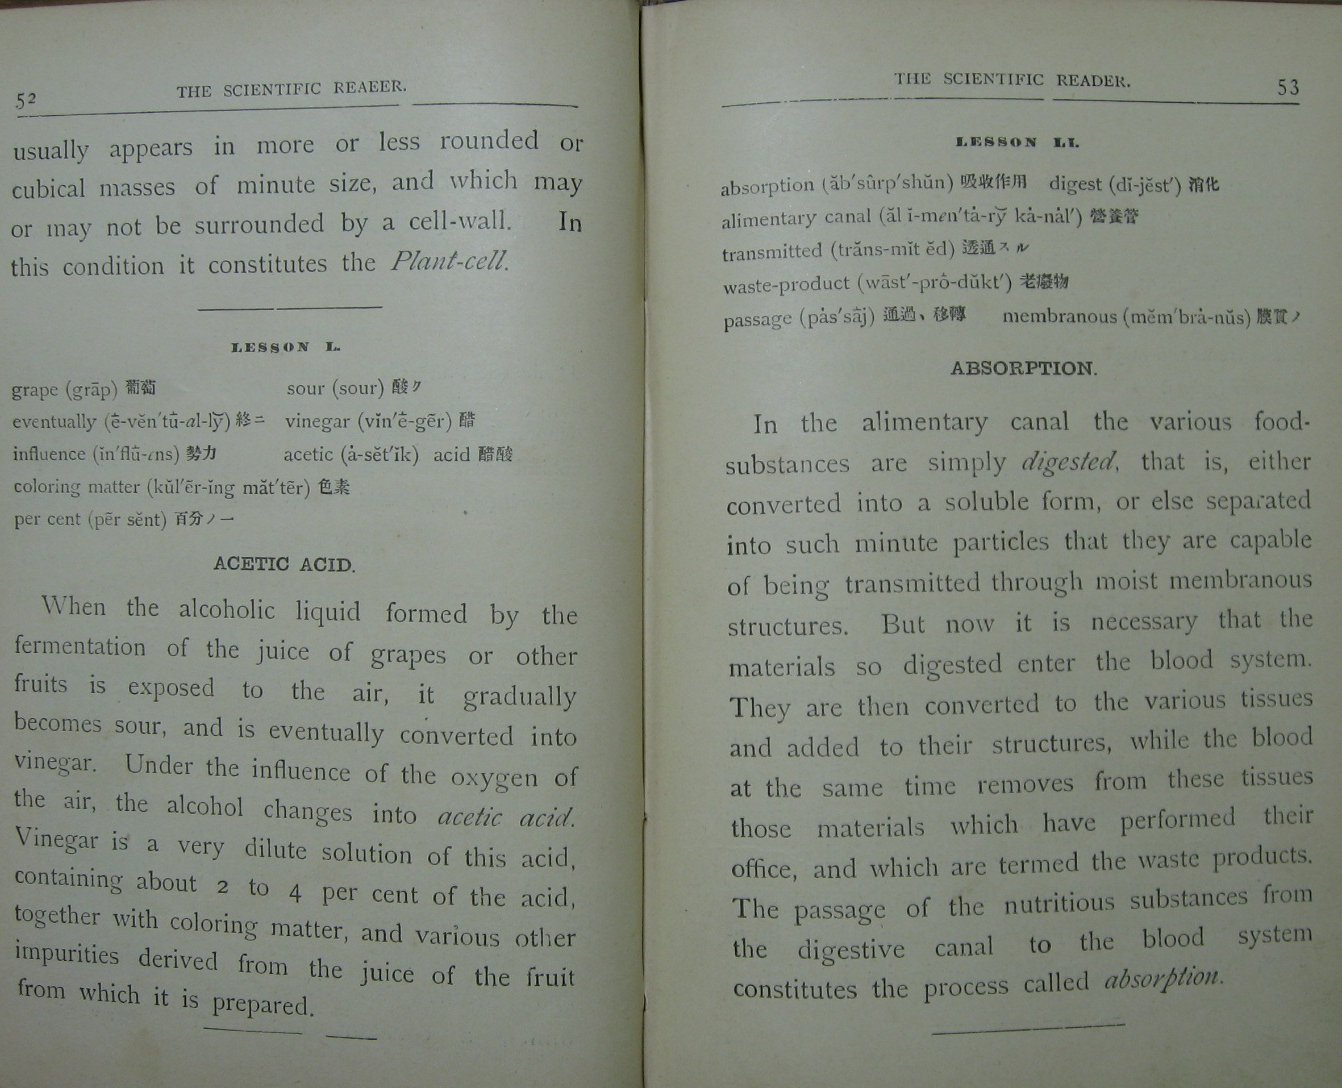 52
THE SCIENTIFIC REAEER.
usually appears in more or less rounded or
cubical masses of minute size, and which may
or may not be surrounded by a cell-wall. In
this condition it constitutes the Plant-cell.
LESSON L.
grape (grāp) 葡萄 sour (sour) 酸ク
eventually (ė-vĕn′tū̇-al-ly̆) 終ニ vinegar (vĭn′ė-gẽr) 醋
influence (ĭn′flū̇-ens) 勢力 acetic (ȧ-sĕt′ĭk) acid 醋酸
coloring matter (kŭl′ẽr-ĭng măt′tẽr) 色素
per cent (pẽr sĕnt) 百分ノ一
ACETIC ACID.
When the alcoholic liquid formed by the
fermentation of the juice of grapes or other
fruits is exposed to the air, it gradually
becomes sour, and is eventually converted into
vinegar. Under the influence of the oxygen of
the air, the alcohol changes into acetic acid.
Vinegar is a very dilute solution of this acid,
containing about 2 to 4 per cent of the acid,
together with coloring matter, and various other
impurities derived from the juice of the fruit
from which it is prepared.
THE SCIENTIFIC READER.
53
LESSON LI.
absorption (ăb′sûrp′shŭn) 吸收作用 digest (dĭ-jĕst′) 消化
alimentary canal (ăl ĭ-men′tȧ-ry̆ kȧ-năl′) 營養管
transmitted (trăns-mĭt ĕd) 透通スル
waste-product (wāst′-prŏ-dŭkt′) 老癈物
passage (pȧs′sāj) 通過、移轉 membranous (mĕm′brȧ-nŭs) 膜質ノ
ABSORPTION.
In the alimentary canal the various food-
substances are simply digested, that is, either
converted into a soluble form, or else separated
into such minute particles that they are capable
of being transmitted through moist membranous
structures. But now it is necessary that the
materials so digested enter the blood system.
They are then converted to the various tissues
and added to their structures, while the blood
at the same time removes from these tissues
those materials which have performed their
office, and which are termed the waste products.
The passage of the nutritious substances from
the digestive canal to the blood system
constitutes the process called absorption.